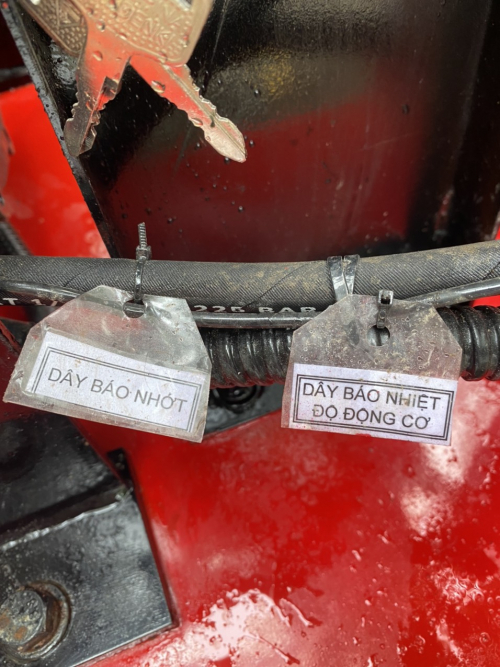 225 BAR
DÂY BÁO NHỚT
DÂY BÁO NHIỆT
ĐỘ ĐỘNG CƠ